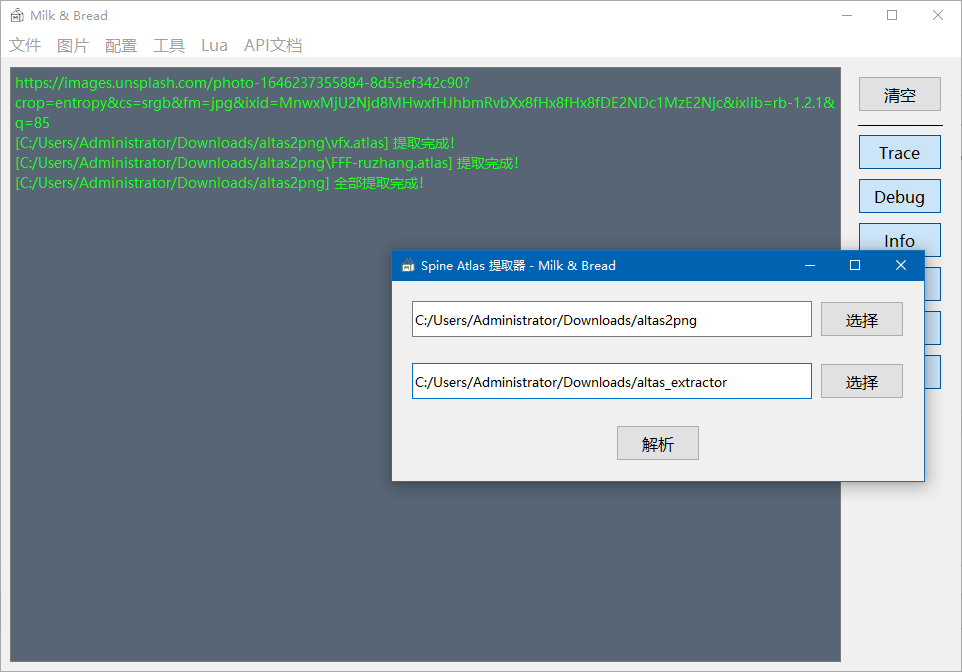 Milk & Bread
文件 图片 配置 工具 Lua API文档
https://images.unsplash.com/photo-1646237355884-8d55ef342c90?
crop=entropy&cs=srgb&fm=jpg&ixid=MnwxMjU2Njd8MHwxfHJhbmRvbXx8fHx8fHx8fDE2NDc1MzE2Njc&ixlib=rb-1.2.1&
q=85
[C:/Users/Administrator/Downloads/altas2png\vfx.atlas] 提取完成!
[C:/Users/Administrator/Downloads/altas2png\FFF-ruzhang.atlas] 提取完成!
[C:/Users/Administrator/Downloads/altas2png] 全部提取完成!
清空
Trace
Debug
Info
Spine Atlas 提取器 - Milk & Bread
C:/Users/Administrator/Downloads/altas2png
选择
C:/Users/Administrator/Downloads/altas_extractor
选择
解析